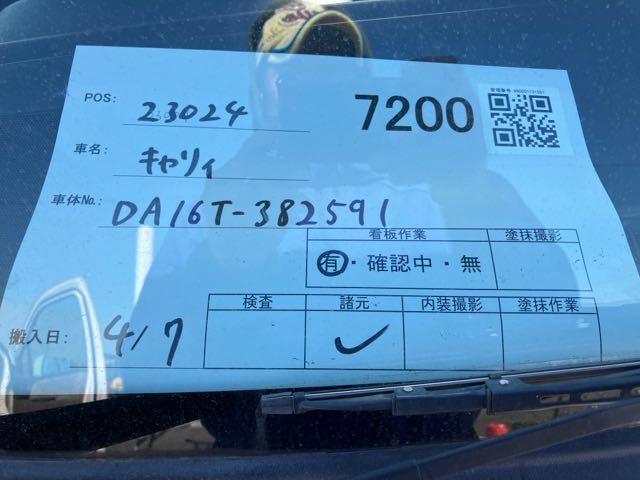 POS: 23024
7200
車名: キャリィ
車体No.: DA16T-382591
看板作業 塗抹撮影
有・確認中・無
検査 諸元 内装撮影 塗抹作業
搬入日: 4/7 ✓